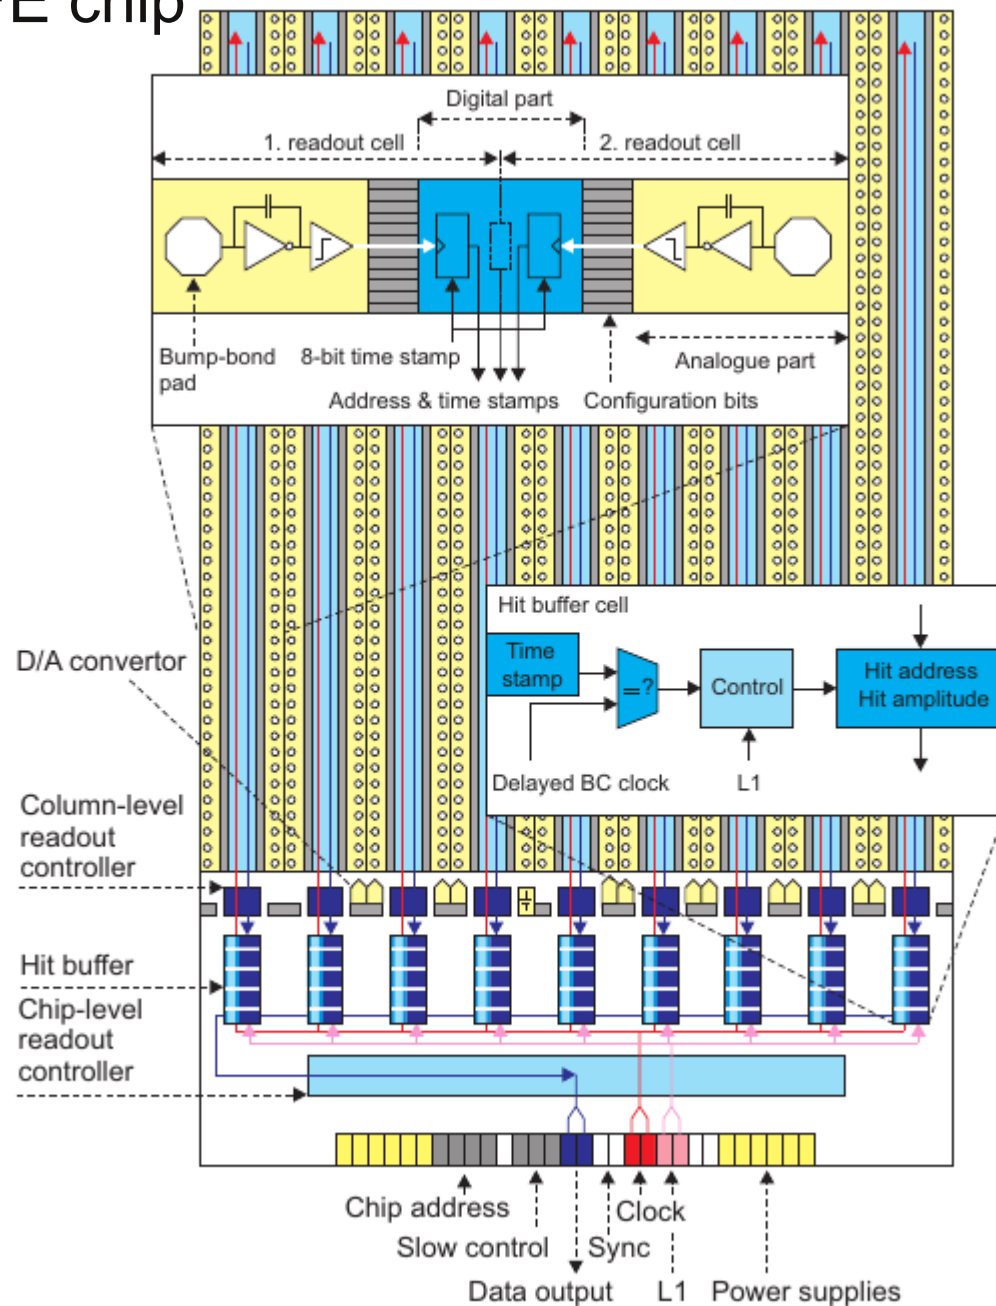 E chip
Digital part
1. readout cell
2. readout cell
Bump-bond
pad
8-bit time stamp
Analogue part
Address & time stamps
Configuration bits
Hit buffer cell
Time
stamp
=?
Control
Hit address
Hit amplitude
Delayed BC clock
L1
D/A convertor
Column-level
readout
controller
Hit buffer
Chip-level
readout
controller
Chip address
Clock
Slow control
Sync
Data output
L1
Power supplies